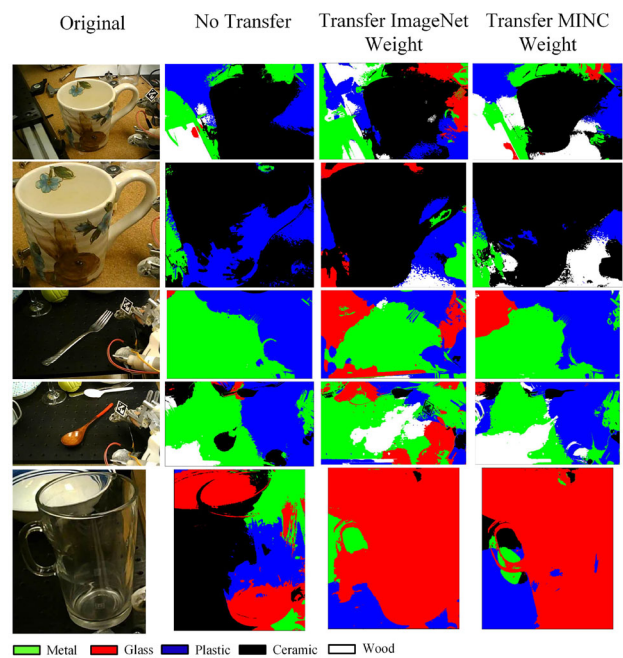 Original
No Transfer
Transfer ImageNet
Weight
Transfer MINC
Weight
Metal
Glass
Plastic
Ceramic
Wood